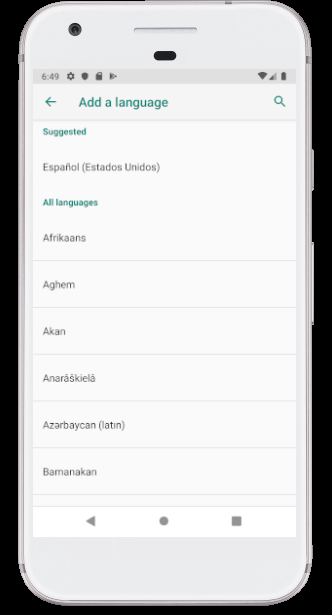 6:49
Add a language
Suggested
Español (Estados Unidos)
All languages
Afrikaans
Aghem
Akan
Anarâškielâ
Azərbaycan (latın)
Bamanakan